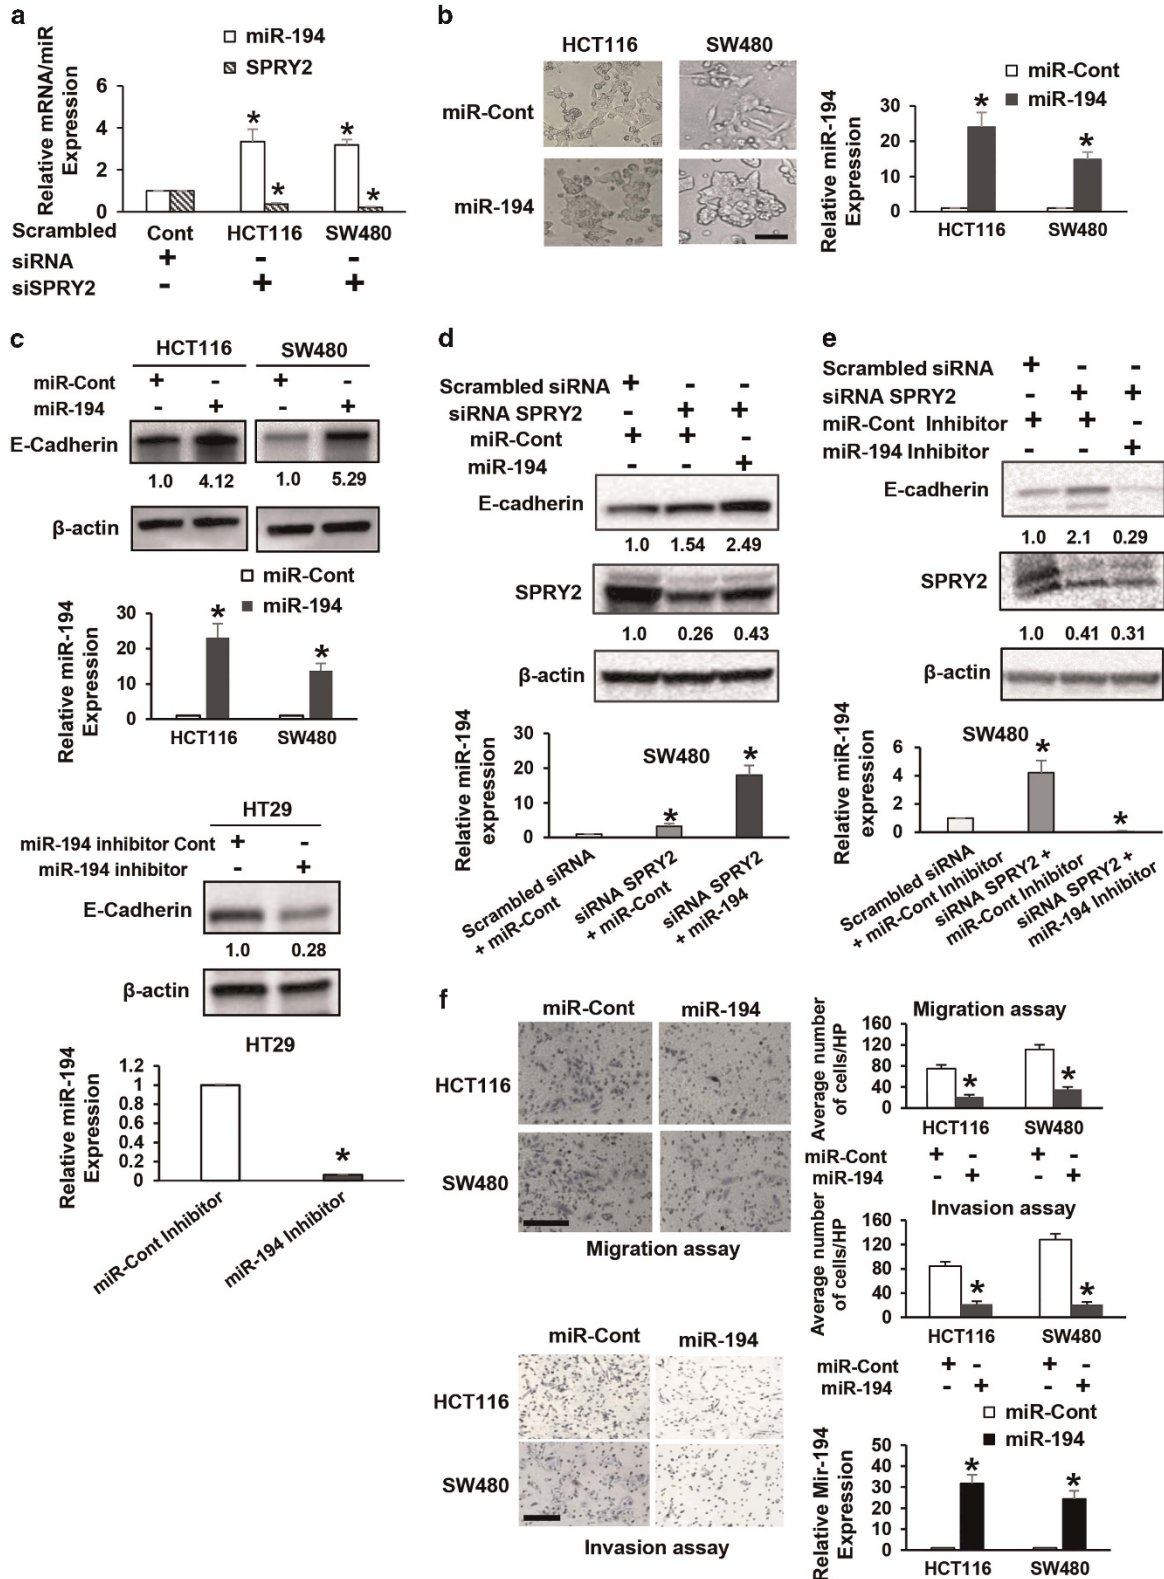 a
miR-194
SPRY2
Relative mRNA/miR
Expression
6
4
2
0
Scrambled
siRNA
siSPRY2
Cont
HCT116
SW480
+ - -
- + +
* * * *
b
HCT116
SW480
miR-Cont
miR-194
miR-Cont
miR-194
Relative miR-194
Expression
30
20
10
0
* *
HCT116
SW480
c
HCT116
SW480
miR-Cont + - + -
miR-194 - + - +
E-Cadherin
1.0 4.12 1.0 5.29
β-actin
miR-Cont
miR-194
Relative miR-194
Expression
30
20
10
0
* *
HCT116
SW480
HT29
miR-194 inhibitor Cont + -
miR-194 inhibitor - +
E-Cadherin
1.0 0.28
β-actin
HT29
Relative miR-194
Expression
1.2
1
0.8
0.6
0.4
0.2
0
*
miR-Cont Inhibitor
miR-194 Inhibitor
d
Scrambled siRNA + - -
siRNA SPRY2 - + +
miR-Cont + + -
miR-194 - - +
E-cadherin
1.0 1.54 2.49
SPRY2
1.0 0.26 0.43
β-actin
Relative miR-194
expression
30
20
10
0
SW480
* *
Scrambled siRNA
+ miR-Cont
siRNA SPRY2
+ miR-Cont
siRNA SPRY2
+ miR-194
e
Scrambled siRNA + - -
siRNA SPRY2 - + +
miR-Cont Inhibitor + + -
miR-194 Inhibitor - - +
E-cadherin
1.0 2.1 0.29
SPRY2
1.0 0.41 0.31
β-actin
Relative miR-194
expression
6
4
2
0
SW480
* *
Scrambled siRNA
+ miR-Cont Inhibitor
siRNA SPRY2 +
miR-Cont Inhibitor
siRNA SPRY2 +
miR-194 Inhibitor
f
miR-Cont
miR-194
HCT116
SW480
Migration assay
miR-Cont
miR-194
HCT116
SW480
Invasion assay
Migration assay
Average number
of cells/HP
160
120
80
40
0
* *
HCT116
SW480
miR-Cont + - + -
miR-194 - + - +
Invasion assay
Average number
of cells/HP
160
120
80
40
0
* *
HCT116
SW480
miR-Cont + - + -
miR-194 - + - +
miR-Cont
miR-194
Relative Mir-194
Expression
50
40
30
20
10
0
* *
HCT116
SW480